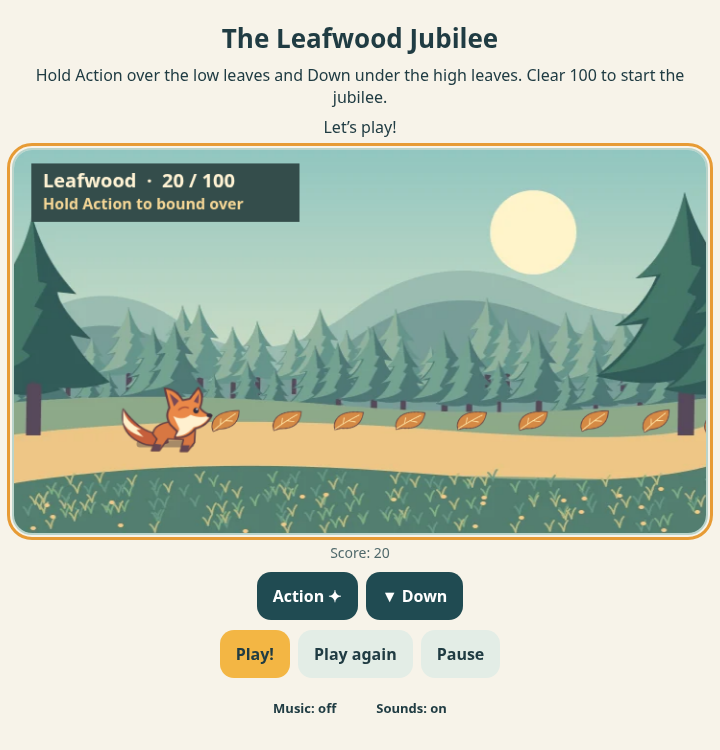 The Leafwood Jubilee
Hold Action over the low leaves and Down under the high leaves. Clear 100 to start the
jubilee.
Let’s play!
Leafwood · 20 / 100
Hold Action to bound over
Score: 20
Action ✦ ▼ Down
Play! Play again Pause
Music: off Sounds: on